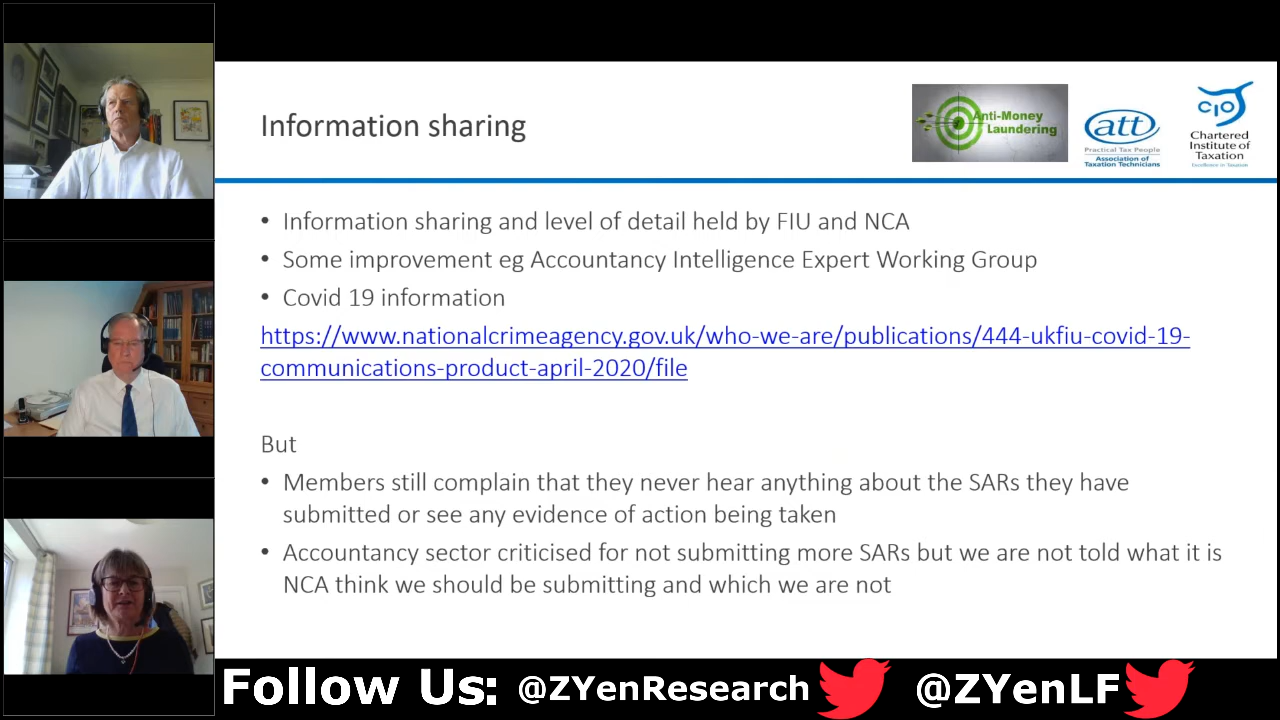 Information sharing
Anti-Money
Laundering
att
Practical Tax People
Association of
Taxation Technicians
CIO
Chartered
Institute of
Taxation
Excellence in Taxation
• Information sharing and level of detail held by FIU and NCA
• Some improvement eg Accountancy Intelligence Expert Working Group
• Covid 19 information
https://www.nationalcrimeagency.gov.uk/who-we-are/publications/444-ukfiu-covid-19-
communications-product-april-2020/file
But
• Members still complain that they never hear anything about the SARs they have
submitted or see any evidence of action being taken
• Accountancy sector criticised for not submitting more SARs but we are not told what it is
NCA think we should be submitting and which we are not
Follow Us: @ZYenResearch @ZYenLF